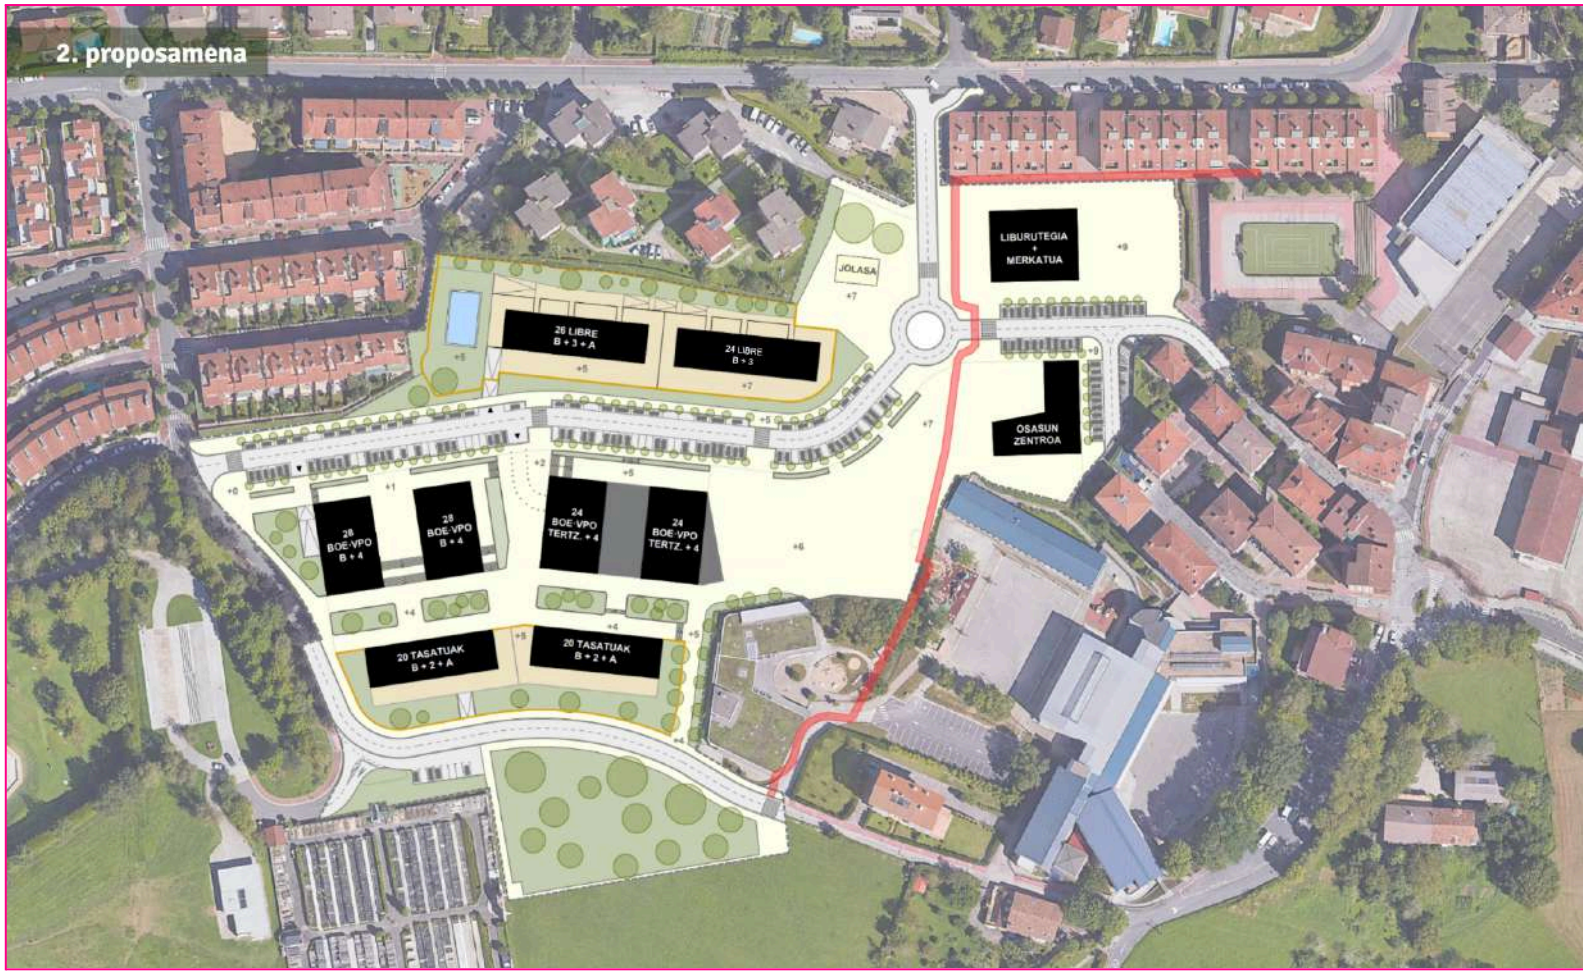 2. proposamena
LIBURUTEGIA
+
MERKATUA
+9
JOLASA
+7
26 LIBRE
B + 3 + A
24 LIBRE
B + 3
+5
+5
+7
+9
+5
+7
OSASUN
ZENTROA
+0
+1
+2
+5
28
BOE-VPO
B + 4
28
BOE-VPO
B + 4
24
BOE-VPO
TERTZ. + 4
24
BOE-VPO
TERTZ. + 4
+6
+4
+4
+5
+5
20 TASATUAK
B + 2 + A
20 TASATUAK
B + 2 + A
+4